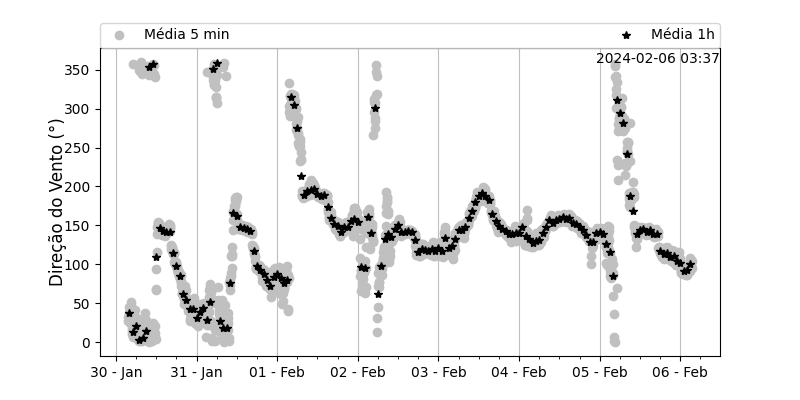 Média 5 min
Média 1h
2024-02-06 03:37
Direção do Vento (°)
350
300
250
200
150
100
50
0
30 - Jan
31 - Jan
01 - Feb
02 - Feb
03 - Feb
04 - Feb
05 - Feb
06 - Feb